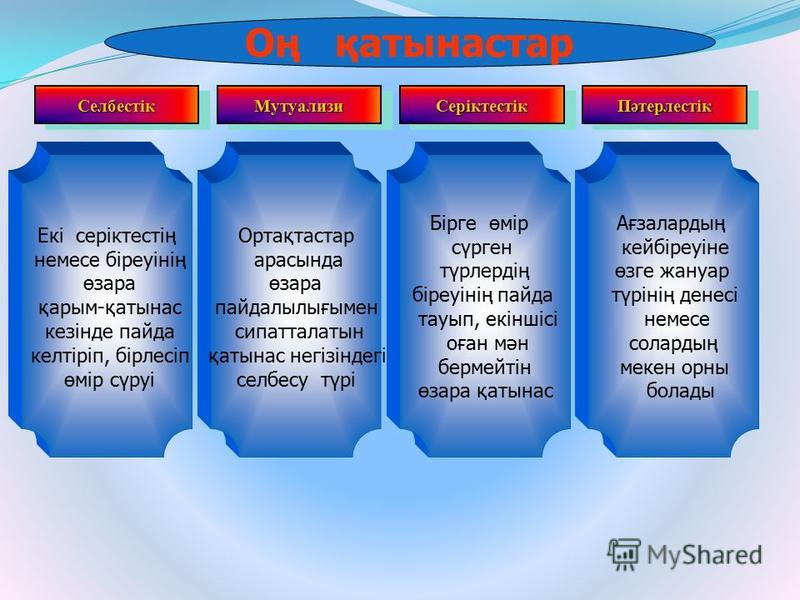 Оң қатынастар
Селбестік
Мутуализи
Серіктестік
Пәтерлестік
Екі серіктестің
немесе біреуінің
өзара
қарым-қатынас
кезінде пайда
келтіріп, бірлесіп
өмір сүруі
Ортақтастар
арасында
өзара
пайдалылығымен
сипатталатын
қатынас негізіндегі
селбесу түрі
Бірге өмір
сүрген
түрлердің
біреуінің пайда
тауып, екіншісі
оған мән
бермейтін
өзара қатынас
Ағзалардың
кейбіреуіне
өзге жануар
түрінің денесі
немесе
солардың
мекен орны
болады
MyShared